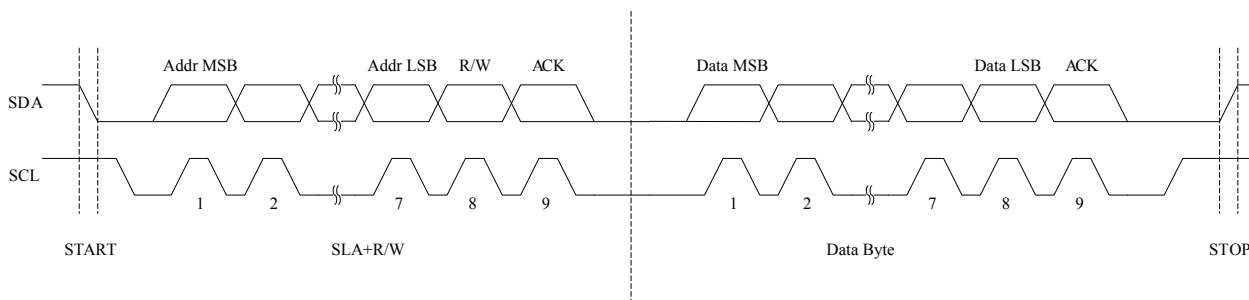 Addr MSB Addr LSB R/W ACK Data MSB Data LSB ACK
SDA
SCL
1 2 7 8 9 1 2 7 8 9
START SLA+R/W Data Byte STOP